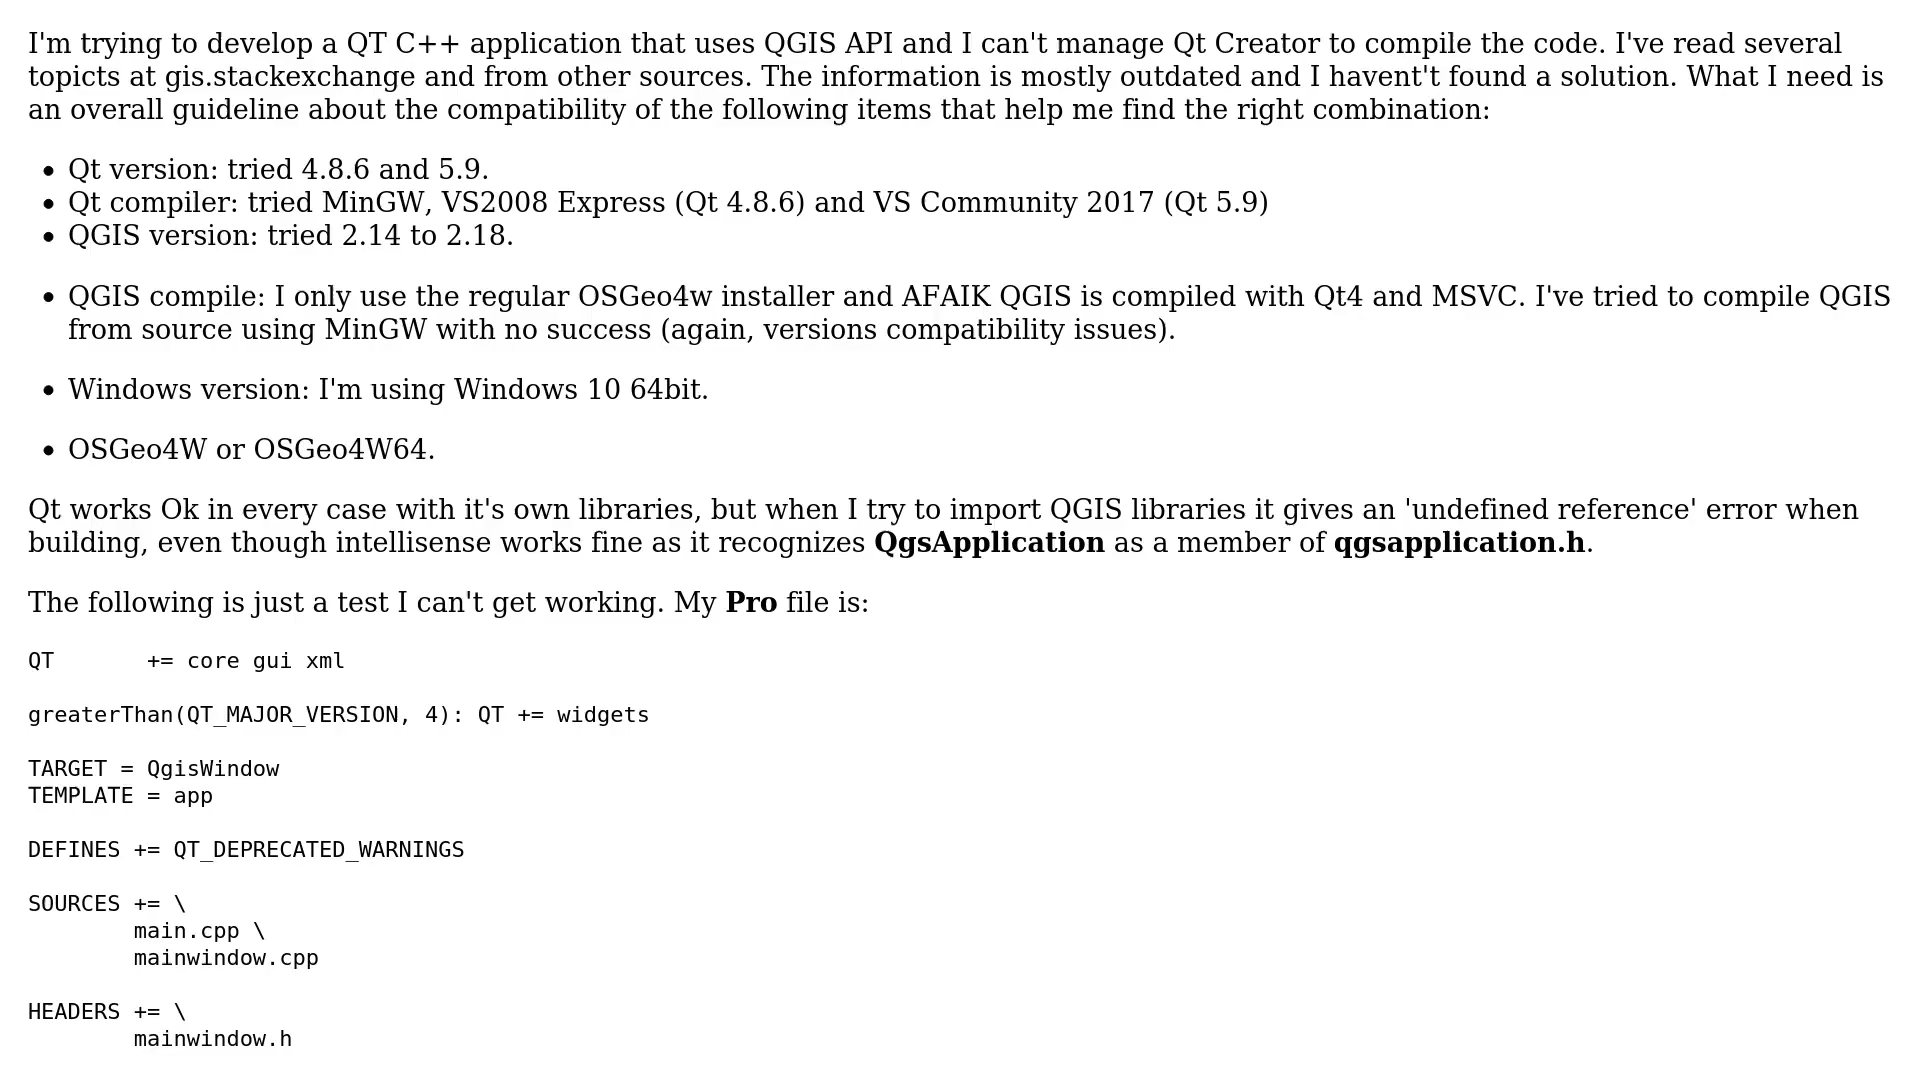 I'm trying to develop a QT C++ application that uses QGIS API and I can't manage Qt Creator to compile the code. I've read several
topicts at gis.stackexchange and from other sources. The information is mostly outdated and I havent't found a solution. What I need is
an overall guideline about the compatibility of the following items that help me find the right combination:
• Qt version: tried 4.8.6 and 5.9.
• Qt compiler: tried MinGW, VS2008 Express (Qt 4.8.6) and VS Community 2017 (Qt 5.9)
• QGIS version: tried 2.14 to 2.18.
• QGIS compile: I only use the regular OSGeo4w installer and AFAIK QGIS is compiled with Qt4 and MSVC. I've tried to compile QGIS
from source using MinGW with no success (again, versions compatibility issues).
• Windows version: I'm using Windows 10 64bit.
• OSGeo4W or OSGeo4W64.
Qt works Ok in every case with it's own libraries, but when I try to import QGIS libraries it gives an 'undefined reference' error when
building, even though intellisense works fine as it recognizes QgsApplication as a member of qgsapplication.h.
The following is just a test I can't get working. My Pro file is:
QT       += core gui xml
greaterThan(QT_MAJOR_VERSION, 4): QT += widgets
TARGET = QgisWindow
TEMPLATE = app
DEFINES += QT_DEPRECATED_WARNINGS
SOURCES += \
        main.cpp \
        mainwindow.cpp
HEADERS += \
        mainwindow.h